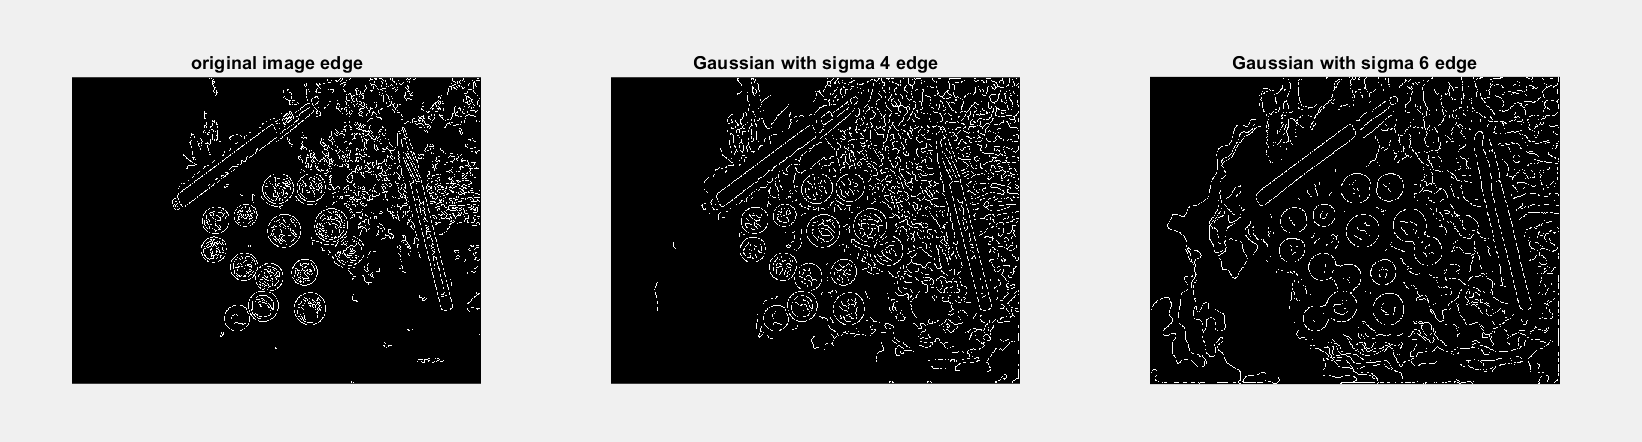 original image edge
Gaussian with sigma 4 edge
Gaussian with sigma 6 edge